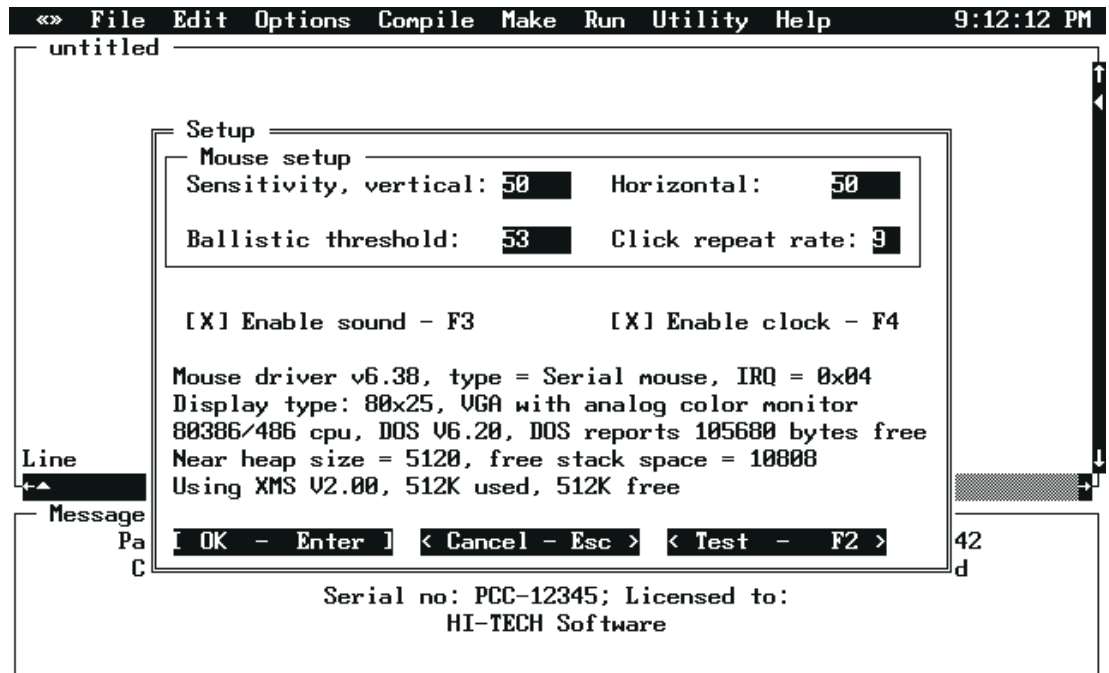 «» File Edit Options Compile Make Run Utility Help 9:12:12 PM
untitled
Setup
Mouse setup
Sensitivity, vertical: 50 Horizontal: 50
Ballistic threshold: 53 Click repeat rate: 9
[X] Enable sound - F3 [X] Enable clock - F4
Mouse driver v6.38, type = Serial mouse, IRQ = 0x04
Display type: 80x25, VGA with analog color monitor
80386/486 cpu, DOS V6.20, DOS reports 105680 bytes free
Line Near heap size = 5120, free stack space = 10808
Using XMS V2.00, 512K used, 512K free
Message
Pa [ OK - Enter ] < Cancel - Esc > < Test - F2 > 42
C d
Serial no: PCC-12345; Licensed to:
HI-TECH Software